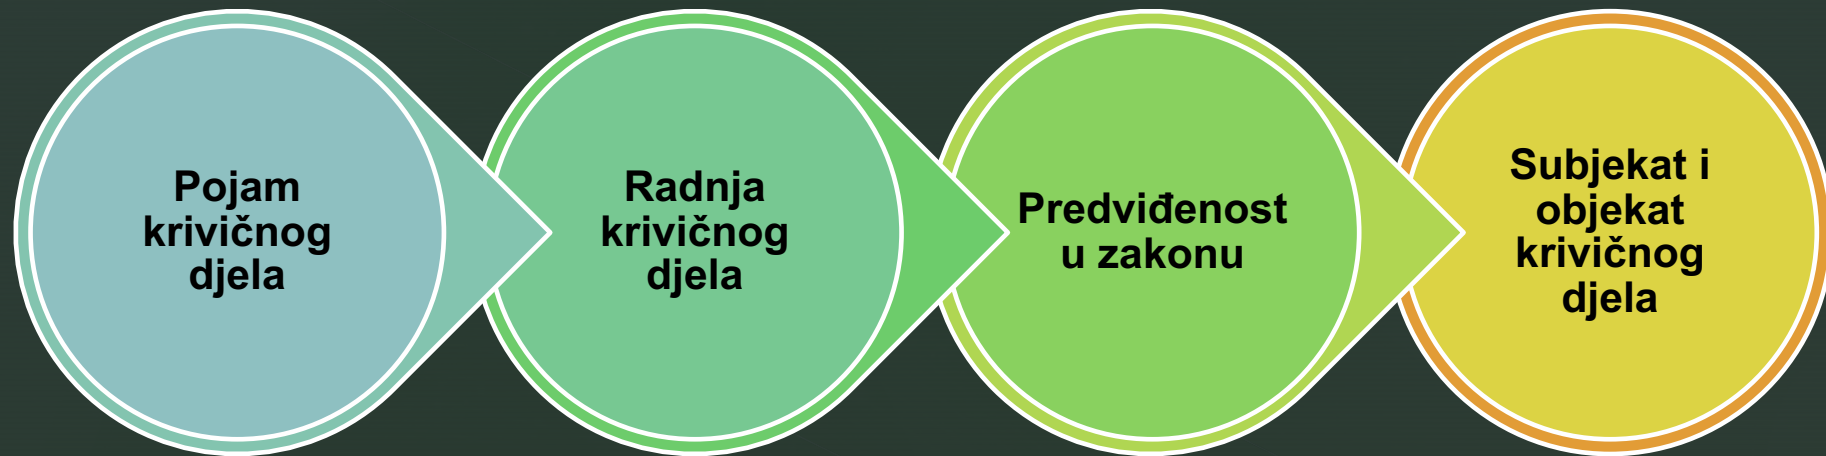 Pojam
krivičnog
djela
Radnja
krivičnog
djela
Predviđenost
u zakonu
Subjekat i
objekat
krivičnog
djela